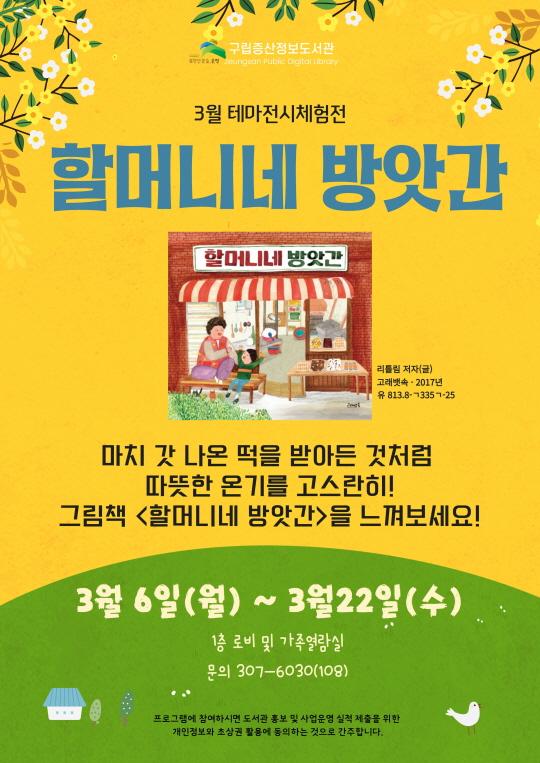 구립증산정보도서관
Jeungsan Public Digital Library
3월 테마전시체험전
할머니네 방앗간
할머니네 방앗간
리틀림 저자(글)
고래뱃속 · 2017년
유 813.8-ㄱ335ㄱ-25
마치 갓 나온 떡을 받아든 것처럼
따뜻한 온기를 고스란히!
그림책 <할머니네 방앗간>을 느껴보세요!
3월 6일(월) ~ 3월22일(수)
1층 로비 및 가족열람실
문의 307-6030(108)
프로그램에 참여하시면 도서관 홍보 및 사업운영 실적 제출을 위한
개인정보와 초상권 활용에 동의하는 것으로 간주합니다.